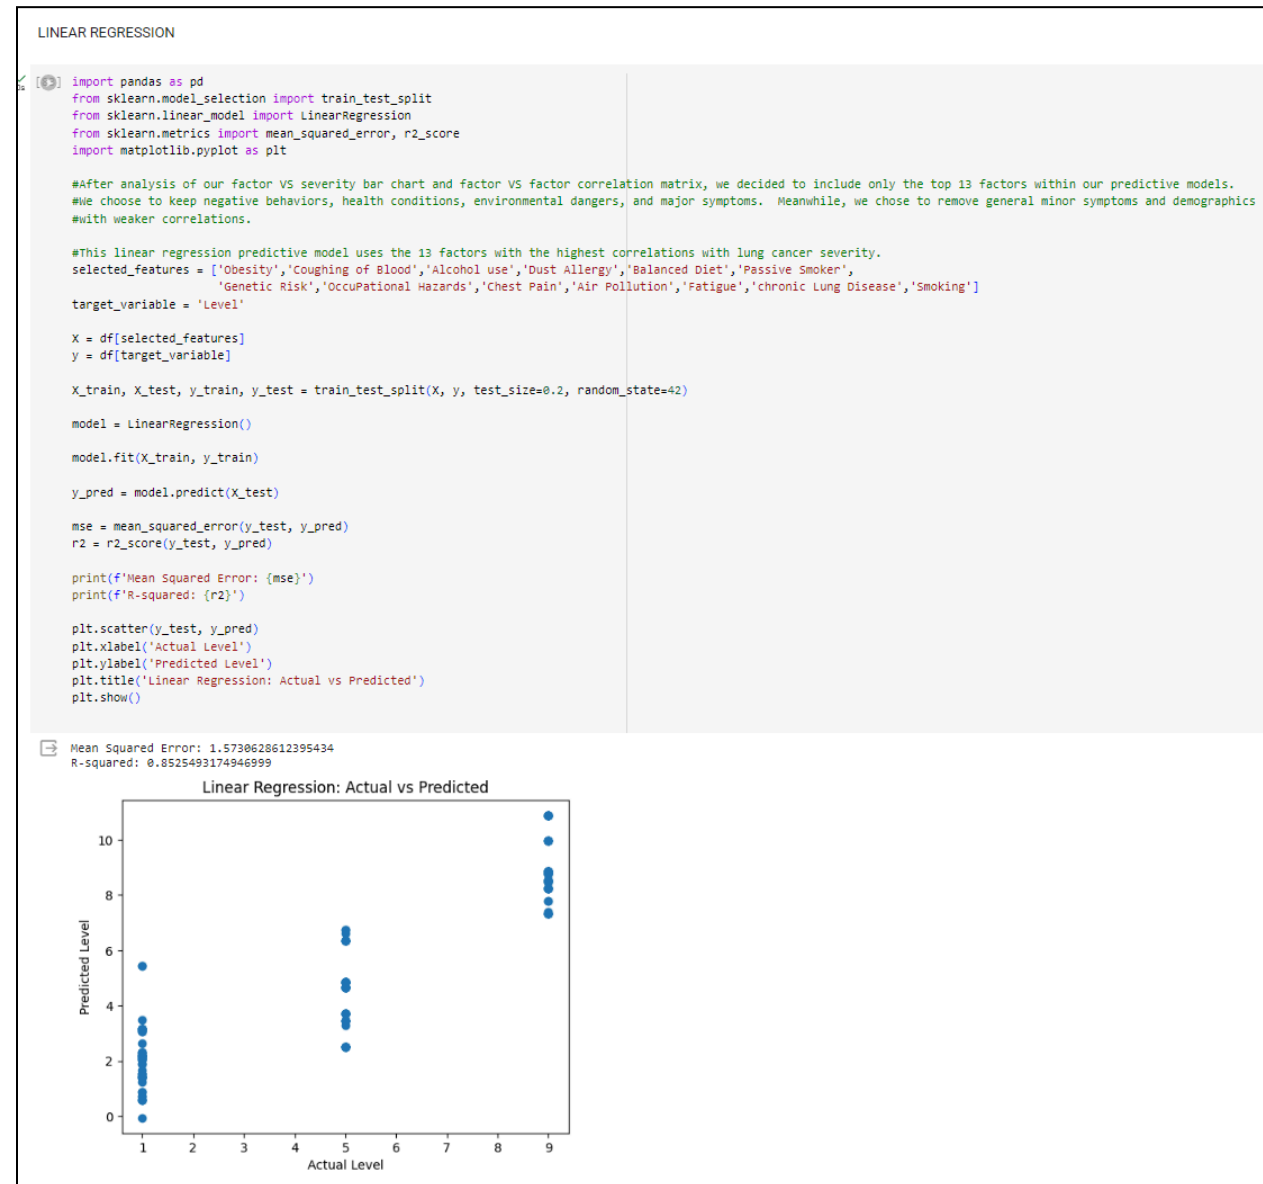 LINEAR REGRESSION
import pandas as pd
from sklearn.model_selection import train_test_split
from sklearn.linear_model import LinearRegression
from sklearn.metrics import mean_squared_error, r2_score
import matplotlib.pyplot as plt
#After analysis of our factor VS severity bar chart and factor VS factor correlation matrix, we decided to include only the top 13 factors within our predictive models.
#We choose to keep negative behaviors, health conditions, environmental dangers, and major symptoms.  Meanwhile, we chose to remove general minor symptoms and demographics
#with weaker correlations.
#This linear regression predictive model uses the 13 factors with the highest correlations with lung cancer severity.
selected_features = ['Obesity','Coughing of Blood','Alcohol use','Dust Allergy','Balanced Diet','Passive Smoker',
'Genetic Risk','OccuPational Hazards','Chest Pain','Air Pollution','Fatigue','chronic Lung Disease','Smoking']
target_variable = 'Level'
X = df[selected_features]
y = df[target_variable]
X_train, X_test, y_train, y_test = train_test_split(X, y, test_size=0.2, random_state=42)
model = LinearRegression()
model.fit(X_train, y_train)
y_pred = model.predict(X_test)
mse = mean_squared_error(y_test, y_pred)
r2 = r2_score(y_test, y_pred)
print(f'Mean Squared Error: {mse}')
print(f'R-squared: {r2}')
plt.scatter(y_test, y_pred)
plt.xlabel('Actual Level')
plt.ylabel('Predicted Level')
plt.title('Linear Regression: Actual vs Predicted')
plt.show()
Mean Squared Error: 1.5730628612395434
R-squared: 0.8525493174946999
Linear Regression: Actual vs Predicted
Predicted Level
10
8
6
4
2
0
1 2 3 4 5 6 7 8 9
Actual Level